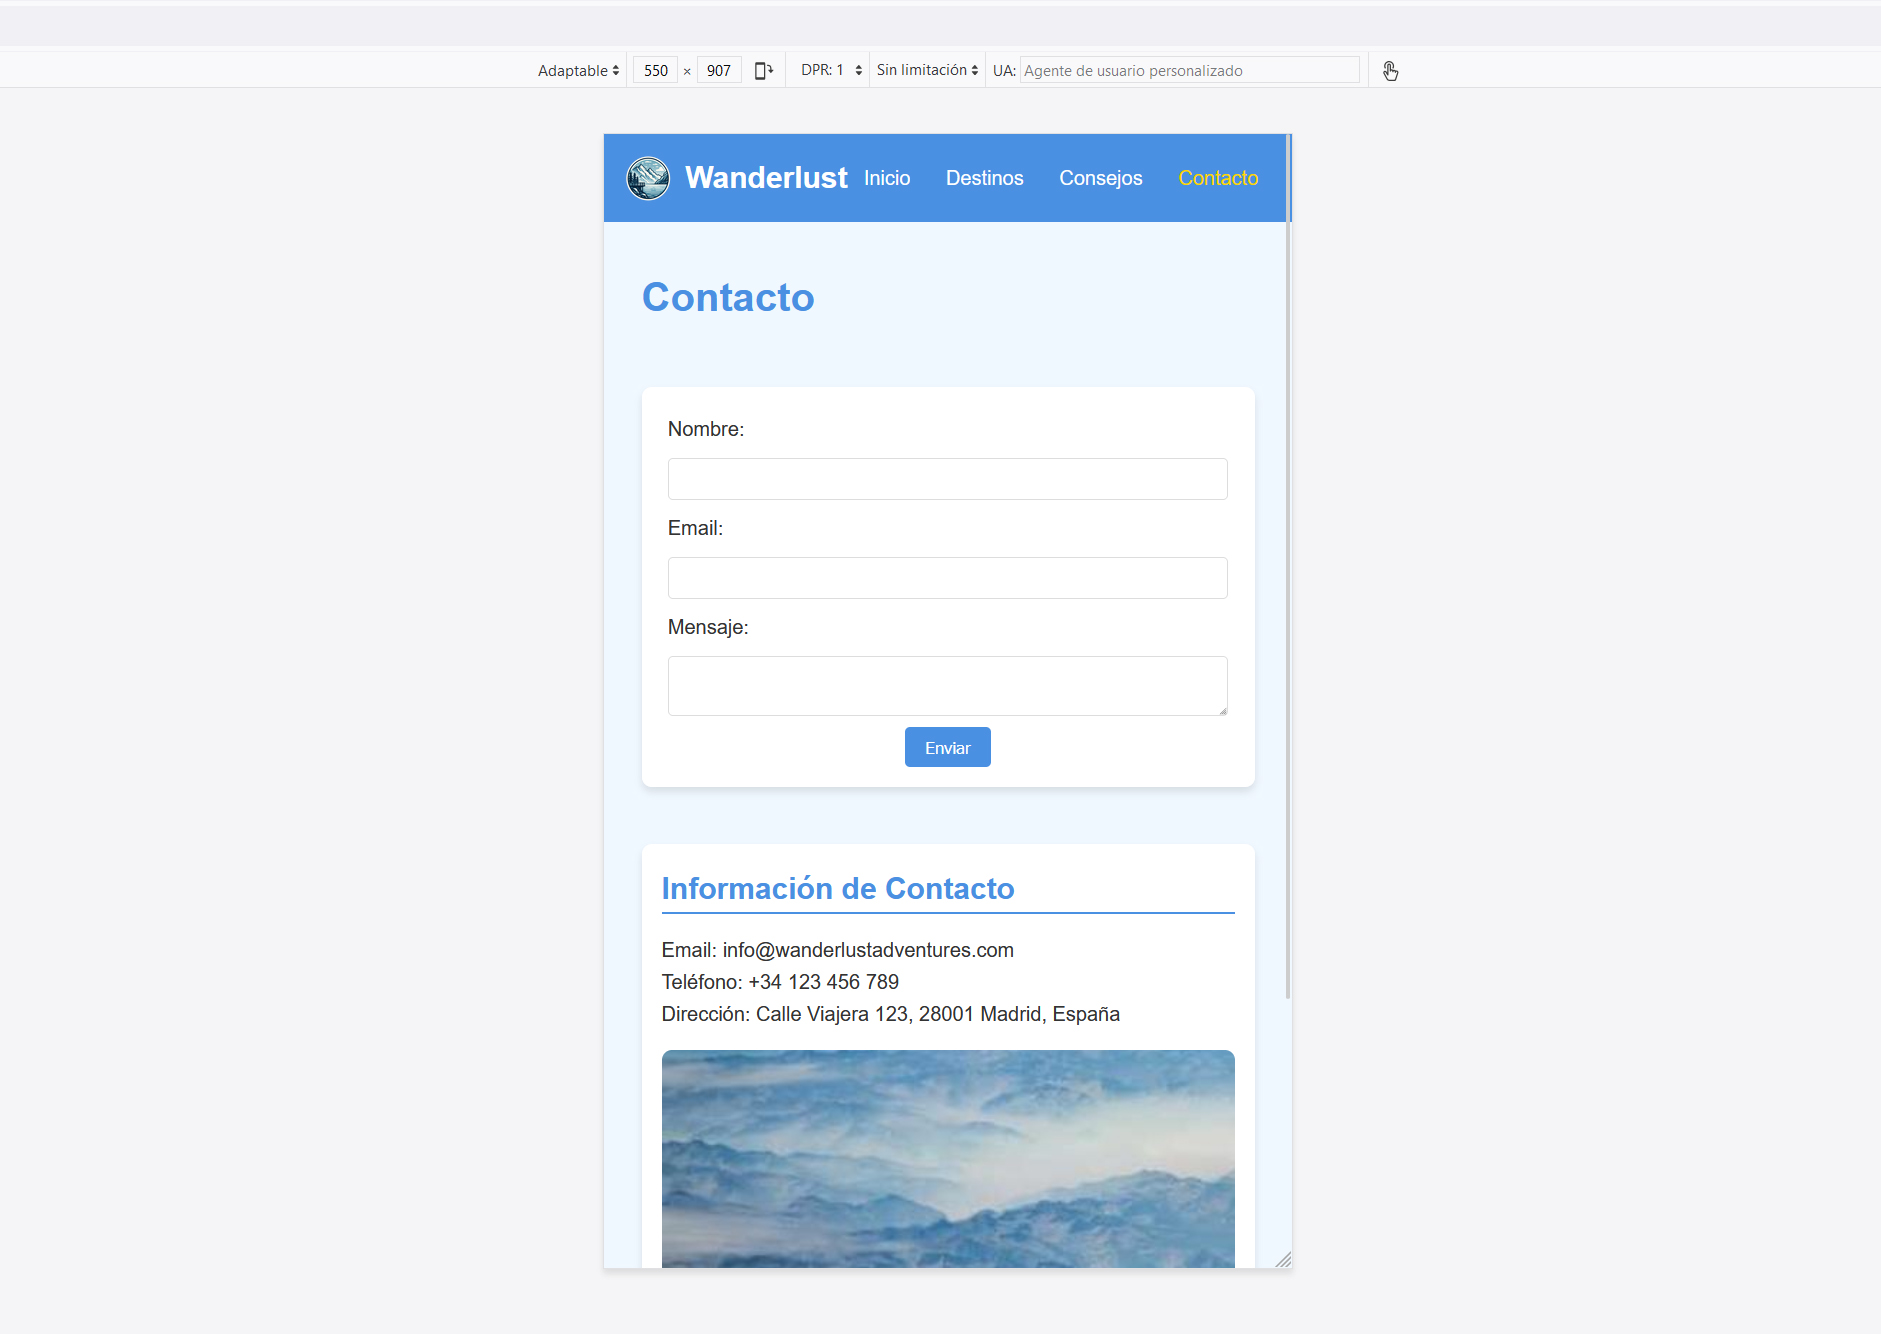 Adaptable 550 × 907 DPR: 1 Sin limitación UA: Agente de usuario personalizado
Wanderlust Inicio Destinos Consejos Contacto
Contacto
Nombre:
Email:
Mensaje:
Enviar
Información de Contacto
Email: info@wanderlustadventures.com
Teléfono: +34 123 456 789
Dirección: Calle Viajera 123, 28001 Madrid, España